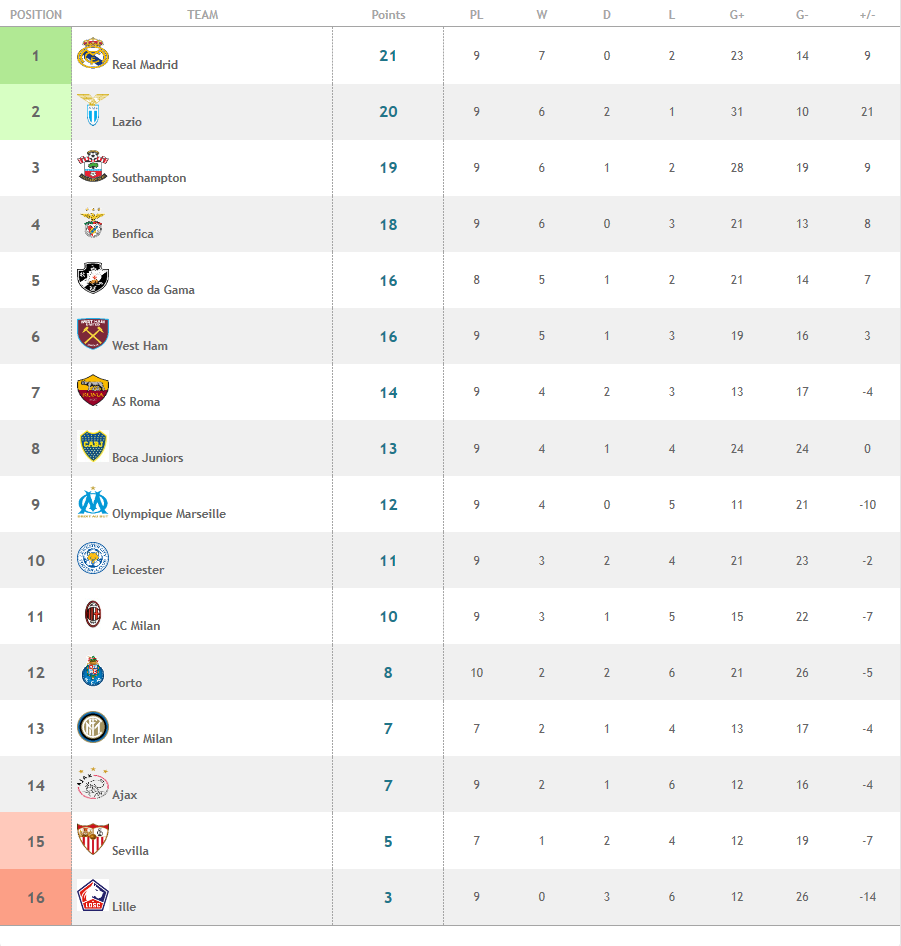 POSITION TEAM Points PL W D L G+ G- +/-
1 Real Madrid 21 9 7 0 2 23 14 9
2 Lazio 20 9 6 2 1 31 10 21
3 Southampton 19 9 6 1 2 28 19 9
4 Benfica 18 9 6 0 3 21 13 8
5 Vasco da Gama 16 8 5 1 2 21 14 7
6 West Ham 16 9 5 1 3 19 16 3
7 AS Roma 14 9 4 2 3 13 17 -4
8 Boca Juniors 13 9 4 1 4 24 24 0
9 Olympique Marseille 12 9 4 0 5 11 21 -10
10 Leicester 11 9 3 2 4 21 23 -2
11 AC Milan 10 9 3 1 5 15 22 -7
12 Porto 8 10 2 2 6 21 26 -5
13 Inter Milan 7 7 2 1 4 13 17 -4
14 Ajax 7 9 2 1 6 12 16 -4
15 Sevilla 5 7 1 2 4 12 19 -7
16 Lille 3 9 0 3 6 12 26 -14